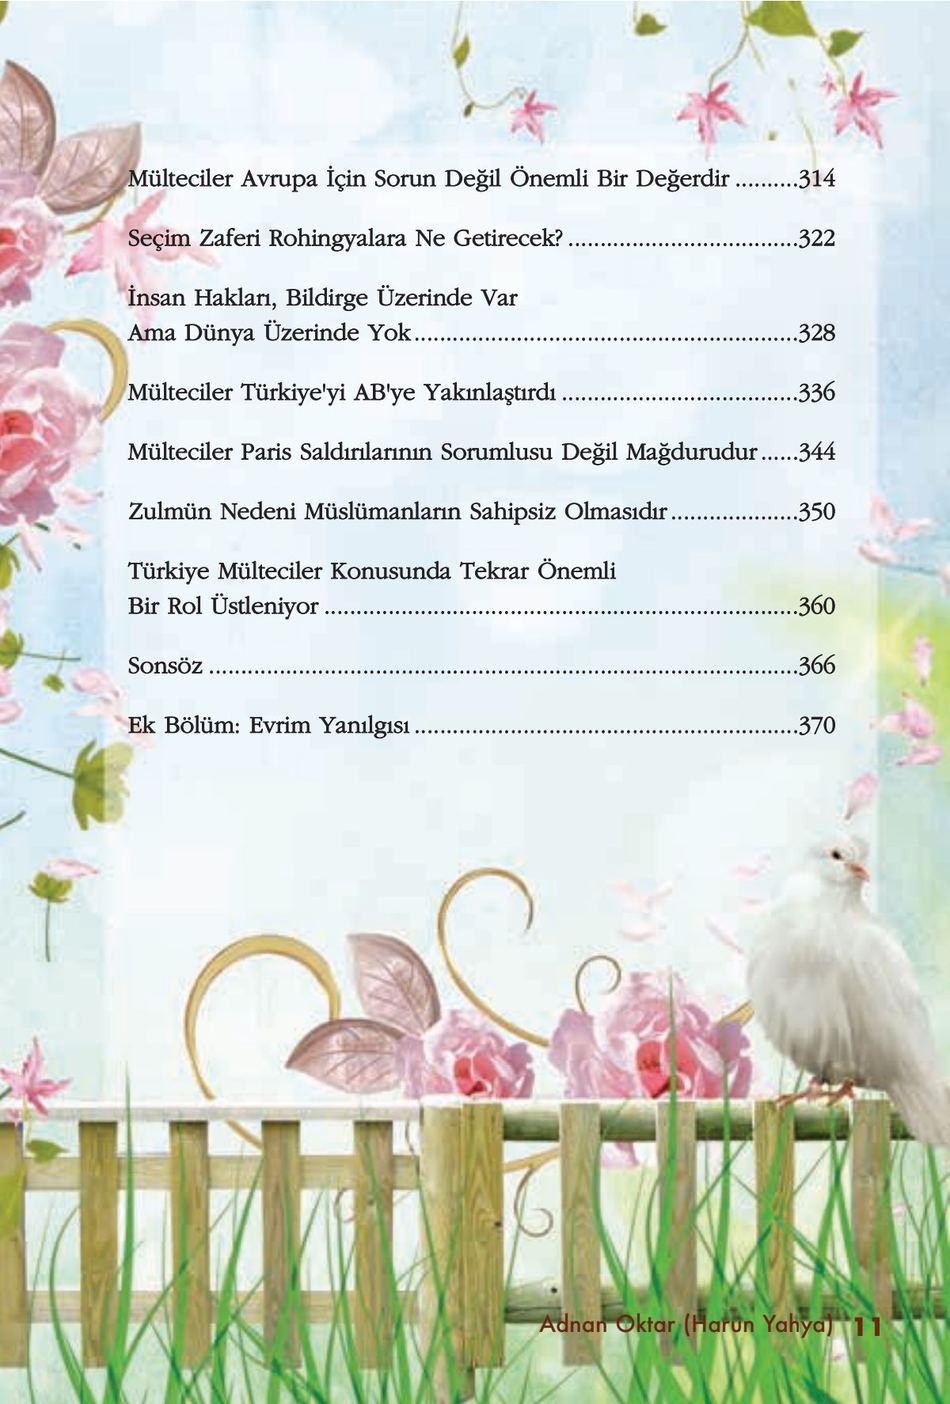 Mülteciler Avrupa İçin Sorun Değil Önemli Bir Değerdir ..........314
Seçim Zaferi Rohingyalara Ne Getirecek? ....................................322
İnsan Hakları, Bildirge Üzerinde Var
Ama Dünya Üzerinde Yok............................................................328
Mülteciler Türkiye'yi AB'ye Yakınlaştırdı .....................................336
Mülteciler Paris Saldırılarının Sorumlusu Değil Mağdurudur......344
Zulmün Nedeni Müslümanların Sahipsiz Olmasıdır....................350
Türkiye Mülteciler Konusunda Tekrar Önemli
Bir Rol Üstleniyor ..........................................................................360
Sonsöz ............................................................................................366
Ek Bölüm: Evrim Yanılgısı ............................................................370
Adnan Oktar (Harun Yahya) 11